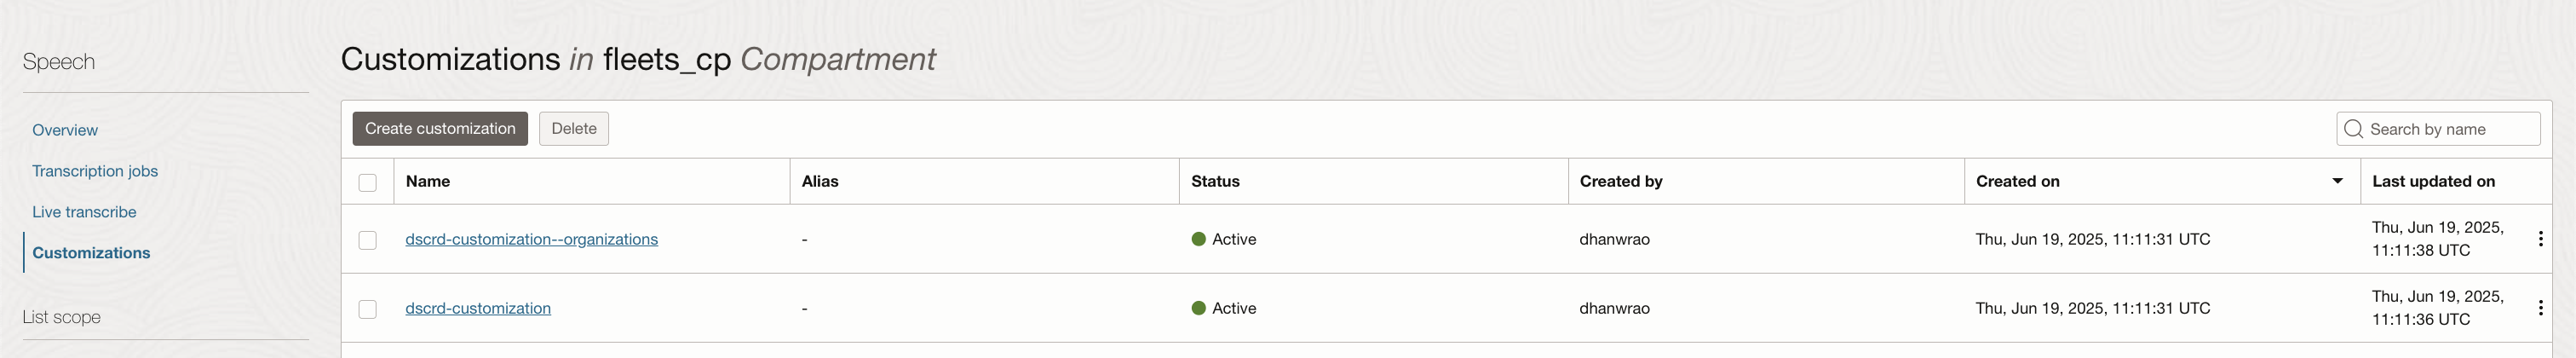 Speech
Overview
Transcription jobs
Live transcribe
Customizations
List scope
Customizations in fleets_cp Compartment
Create customization Delete Search by name
Name Alias Status Created by Created on Last updated on
dscrd-customization--organizations - Active dhanwrao Thu, Jun 19, 2025, 11:11:31 UTC Thu, Jun 19, 2025,
11:11:38 UTC
dscrd-customization - Active dhanwrao Thu, Jun 19, 2025, 11:11:31 UTC Thu, Jun 19, 2025,
11:11:36 UTC